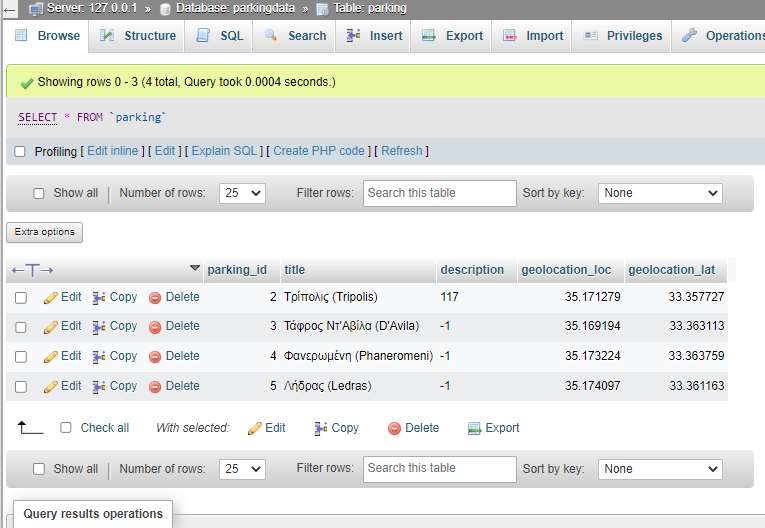 Server: 127.0.0.1 » Database: parkingdata » Table: parking
Browse Structure SQL Search Insert Export Import Privileges Operations
Showing rows 0 - 3 (4 total, Query took 0.0004 seconds.)
SELECT * FROM `parking`
Profiling [ Edit inline ] [ Edit ] [ Explain SQL ] [ Create PHP code ] [ Refresh ]
Show all Number of rows: 25 Filter rows: Search this table Sort by key: None
Extra options
←T→ parking_id title description geolocation_loc geolocation_lat
Edit Copy Delete 2 Τρίπολις (Tripolis) 117 35.171279 33.357727
Edit Copy Delete 3 Τάφρος Ντ'Αβίλα (D'Avila) -1 35.169194 33.363113
Edit Copy Delete 4 Φανερωμένη (Phaneromeni) -1 35.173224 33.363759
Edit Copy Delete 5 Λήδρας (Ledras) -1 35.174097 33.361163
Check all With selected: Edit Copy Delete Export
Show all Number of rows: 25 Filter rows: Search this table Sort by key: None
Query results operations